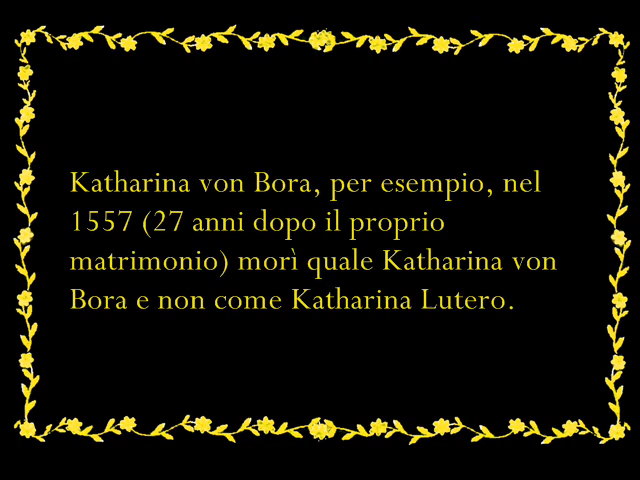 Katharina von Bora, per esempio, nel
1557 (27 anni dopo il proprio
matrimonio) morì quale Katharina von
Bora e non come Katharina Lutero.